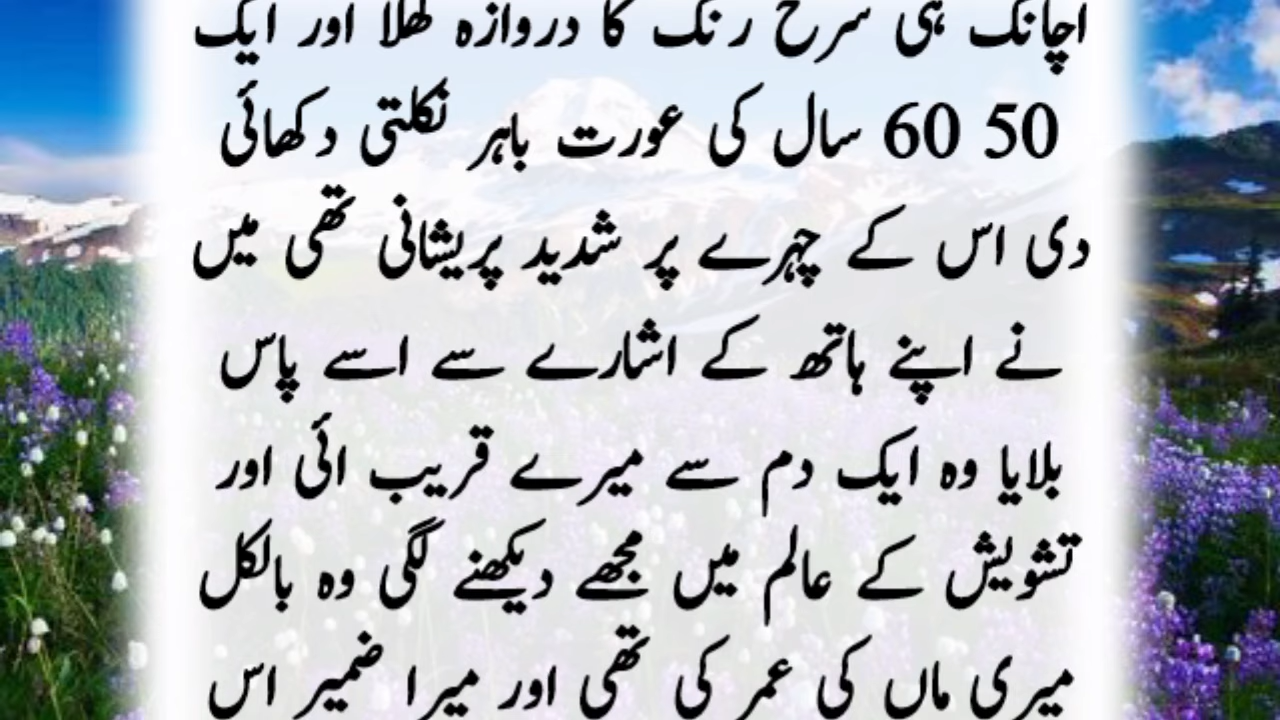 اچانک ہی سرخ رنگ کا دروازہ کھلا اور ایک
50 60 سال کی عورت باہر نکلتی دکھائی
دی اس کے چہرے پر شدید پریشانی تھی میں
نے اپنے ہاتھ کے اشارے سے اسے پاس
بلایا وہ ایک دم سے میرے قریب ائی اور
تشویش کے عالم میں مجھے دیکھنے لگی وہ بالکل
میری ماں کی عمر کی تھی اور میرا ضمیر اس